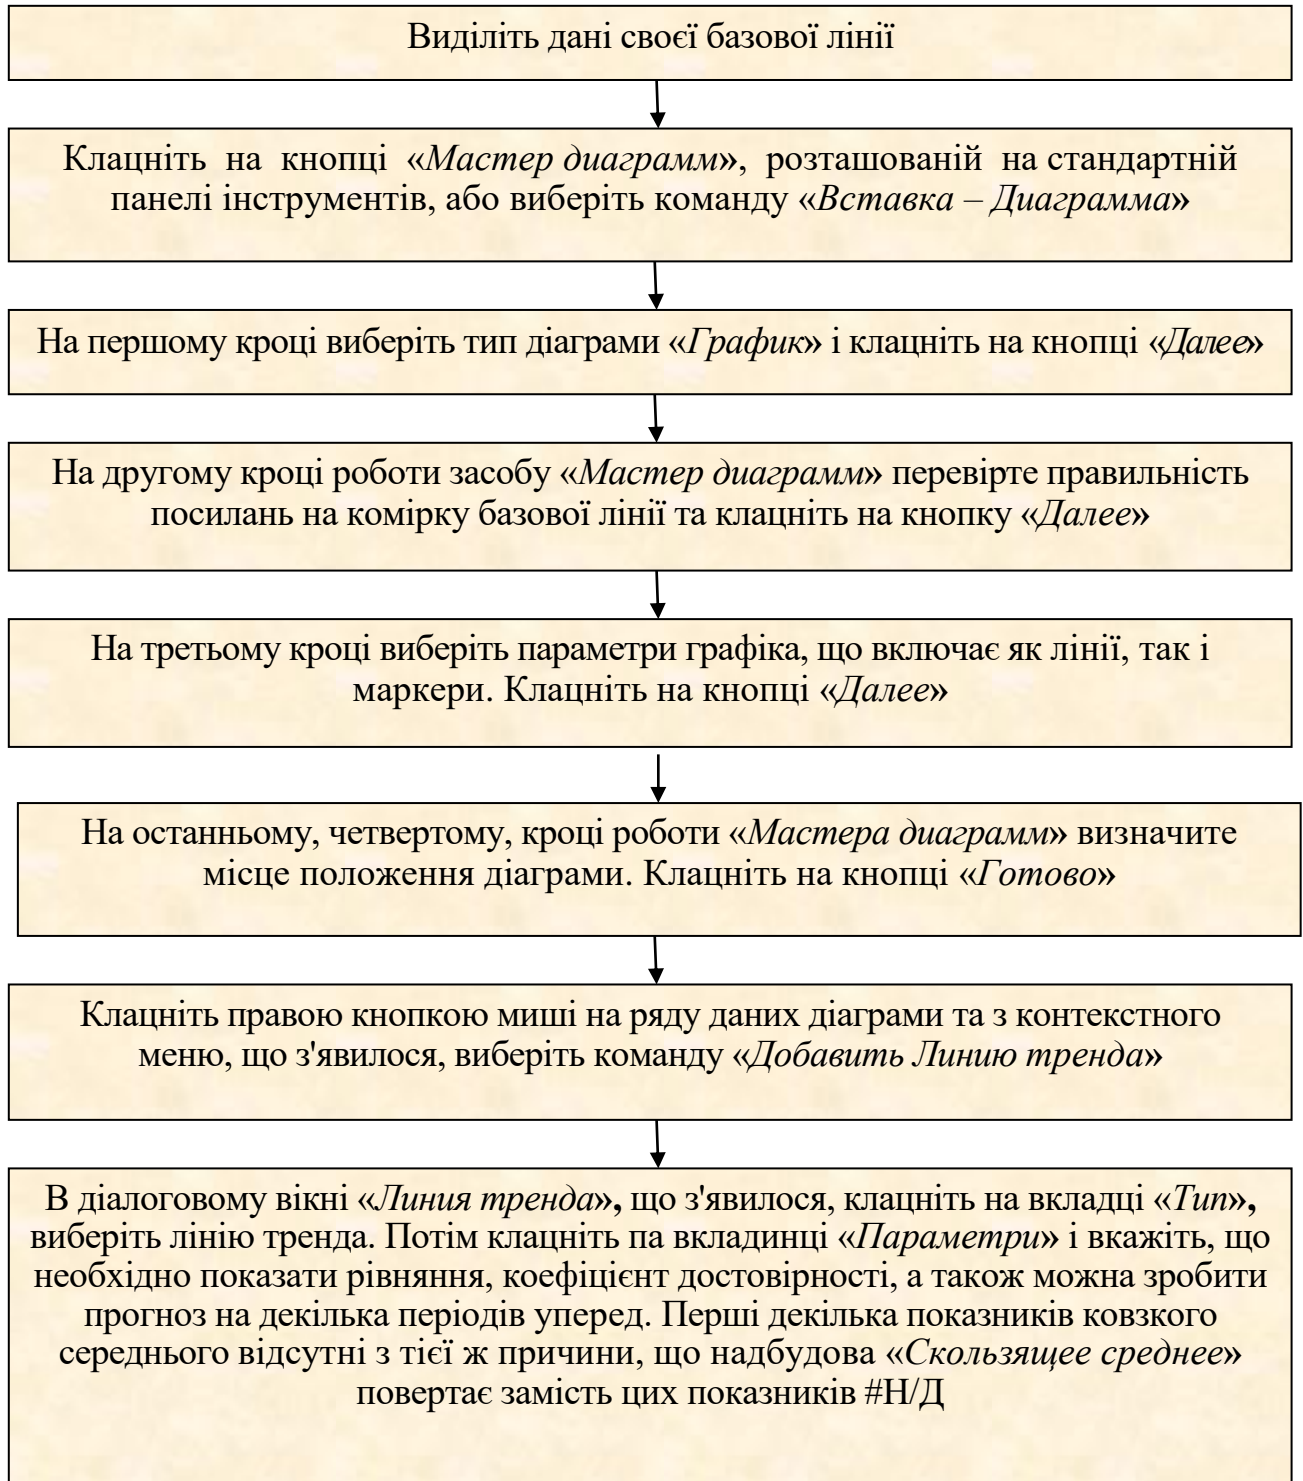 Виділіть дані своєї базової лінії
Клацніть на кнопці «Мастер диаграмм», розташованій на стандартній
панелі інструментів, або виберіть команду «Вставка – Диаграмма»
На першому кроці виберіть тип діаграми «График» і клацніть на кнопці «Далее»
На другому кроці роботи засобу «Мастер диаграмм» перевірте правильність
посилань на комірку базової лінії та клацніть на кнопку «Далее»
На третьому кроці виберіть параметри графіка, що включає як лінії, так і
маркери. Клацніть на кнопці «Далее»
На останньому, четвертому, кроці роботи «Мастера диаграмм» визначите
місце положення діаграми. Клацніть на кнопці «Готово»
Клацніть правою кнопкою миші на ряду даних діаграми та з контекстного
меню, що з'явилося, виберіть команду «Добавить Линию тренда»
В діалоговому вікні «Линия тренда», що з'явилося, клацніть на вкладці «Тип»,
виберіть лінію тренда. Потім клацніть па вкладинці «Параметри» і вкажіть, що
необхідно показати рівняння, коефіцієнт достовірності, а також можна зробити
прогноз на декілька періодів уперед. Перші декілька показників ковзкого
середнього відсутні з тієї ж причини, що надбудова «Скользящее среднее»
повертає замість цих показників #Н/Д